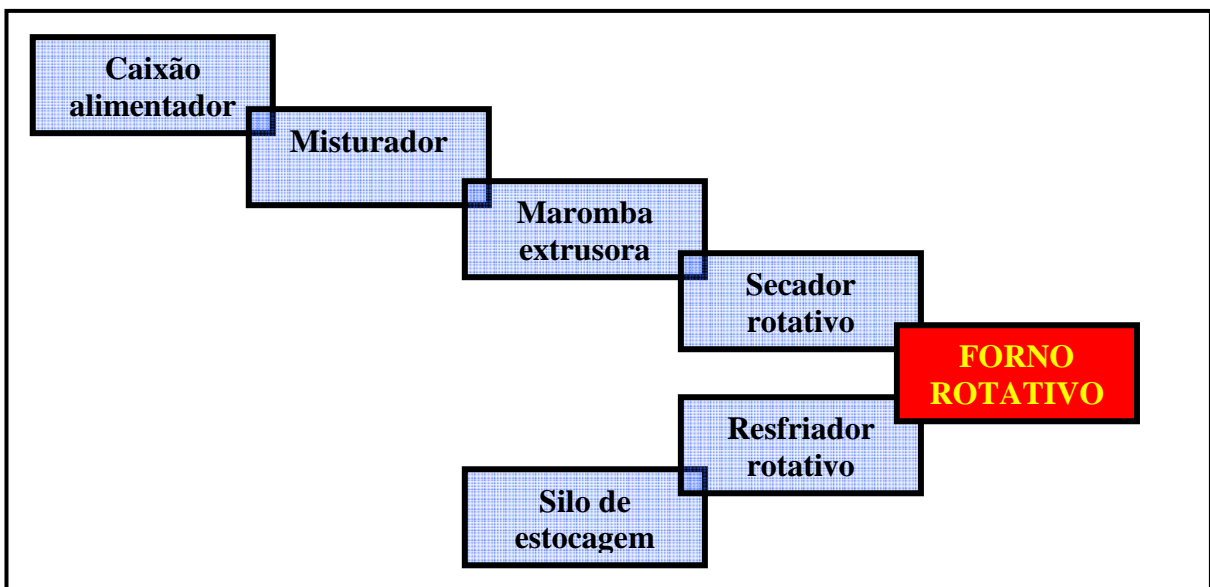 Caixão
alimentador
Misturador
Maromba
extrusora
Secador
rotativo
FORNO
ROTATIVO
Resfriador
rotativo
Silo de
estocagem